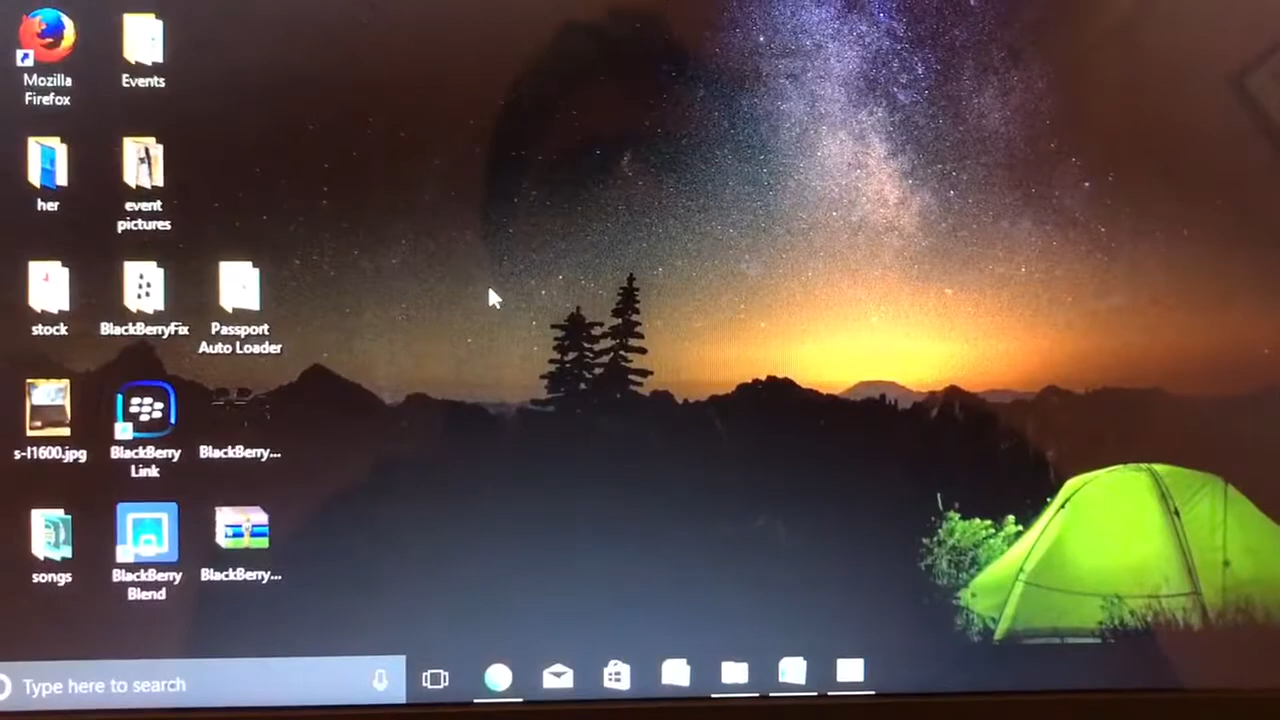 Mozilla
Firefox
Events
her
event
pictures
stock
BlackBerryFix
Passport
Auto Loader
s-l1600.jpg
BlackBerry
Link
BlackBerry...
songs
BlackBerry
Blend
BlackBerry...
Type here to search